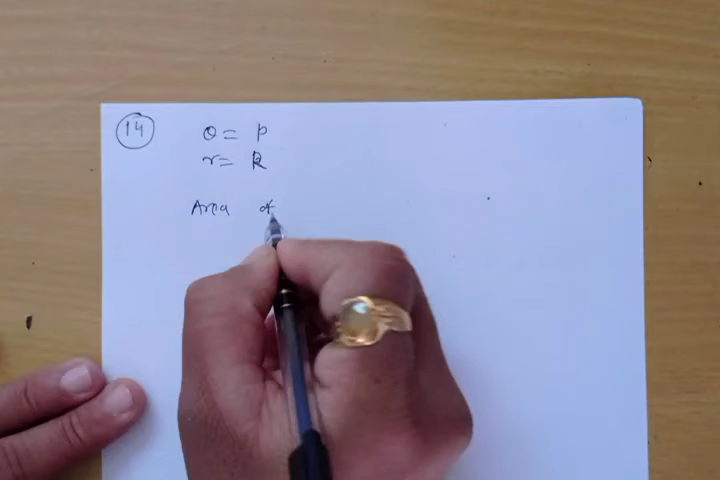 14
θ = p
r = R
Area of